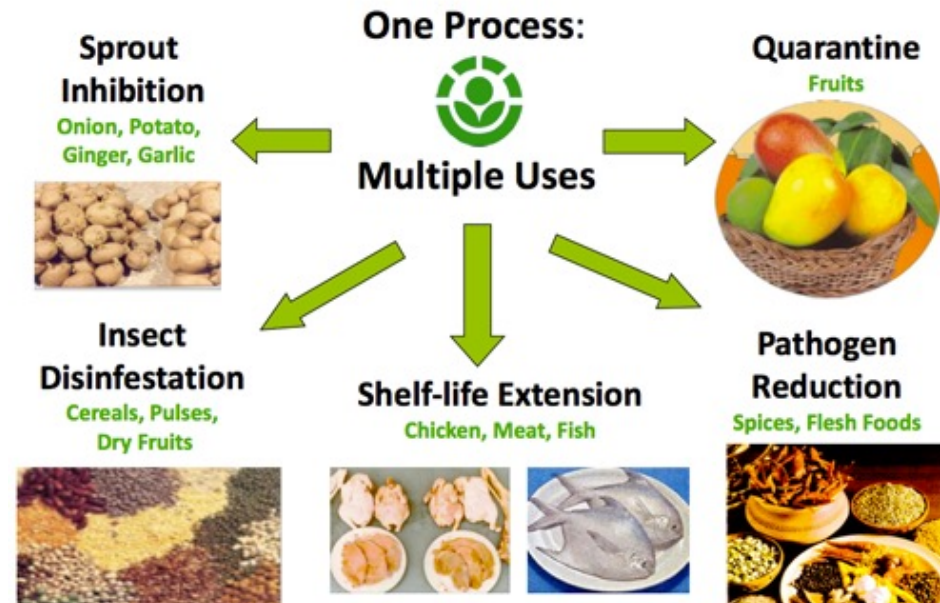 One Process:
Multiple Uses
Sprout
Inhibition
Onion, Potato,
Ginger, Garlic
Quarantine
Fruits
Insect
Disinfestation
Cereals, Pulses,
Dry Fruits
Shelf-life Extension
Chicken, Meat, Fish
Pathogen
Reduction
Spices, Flesh Foods